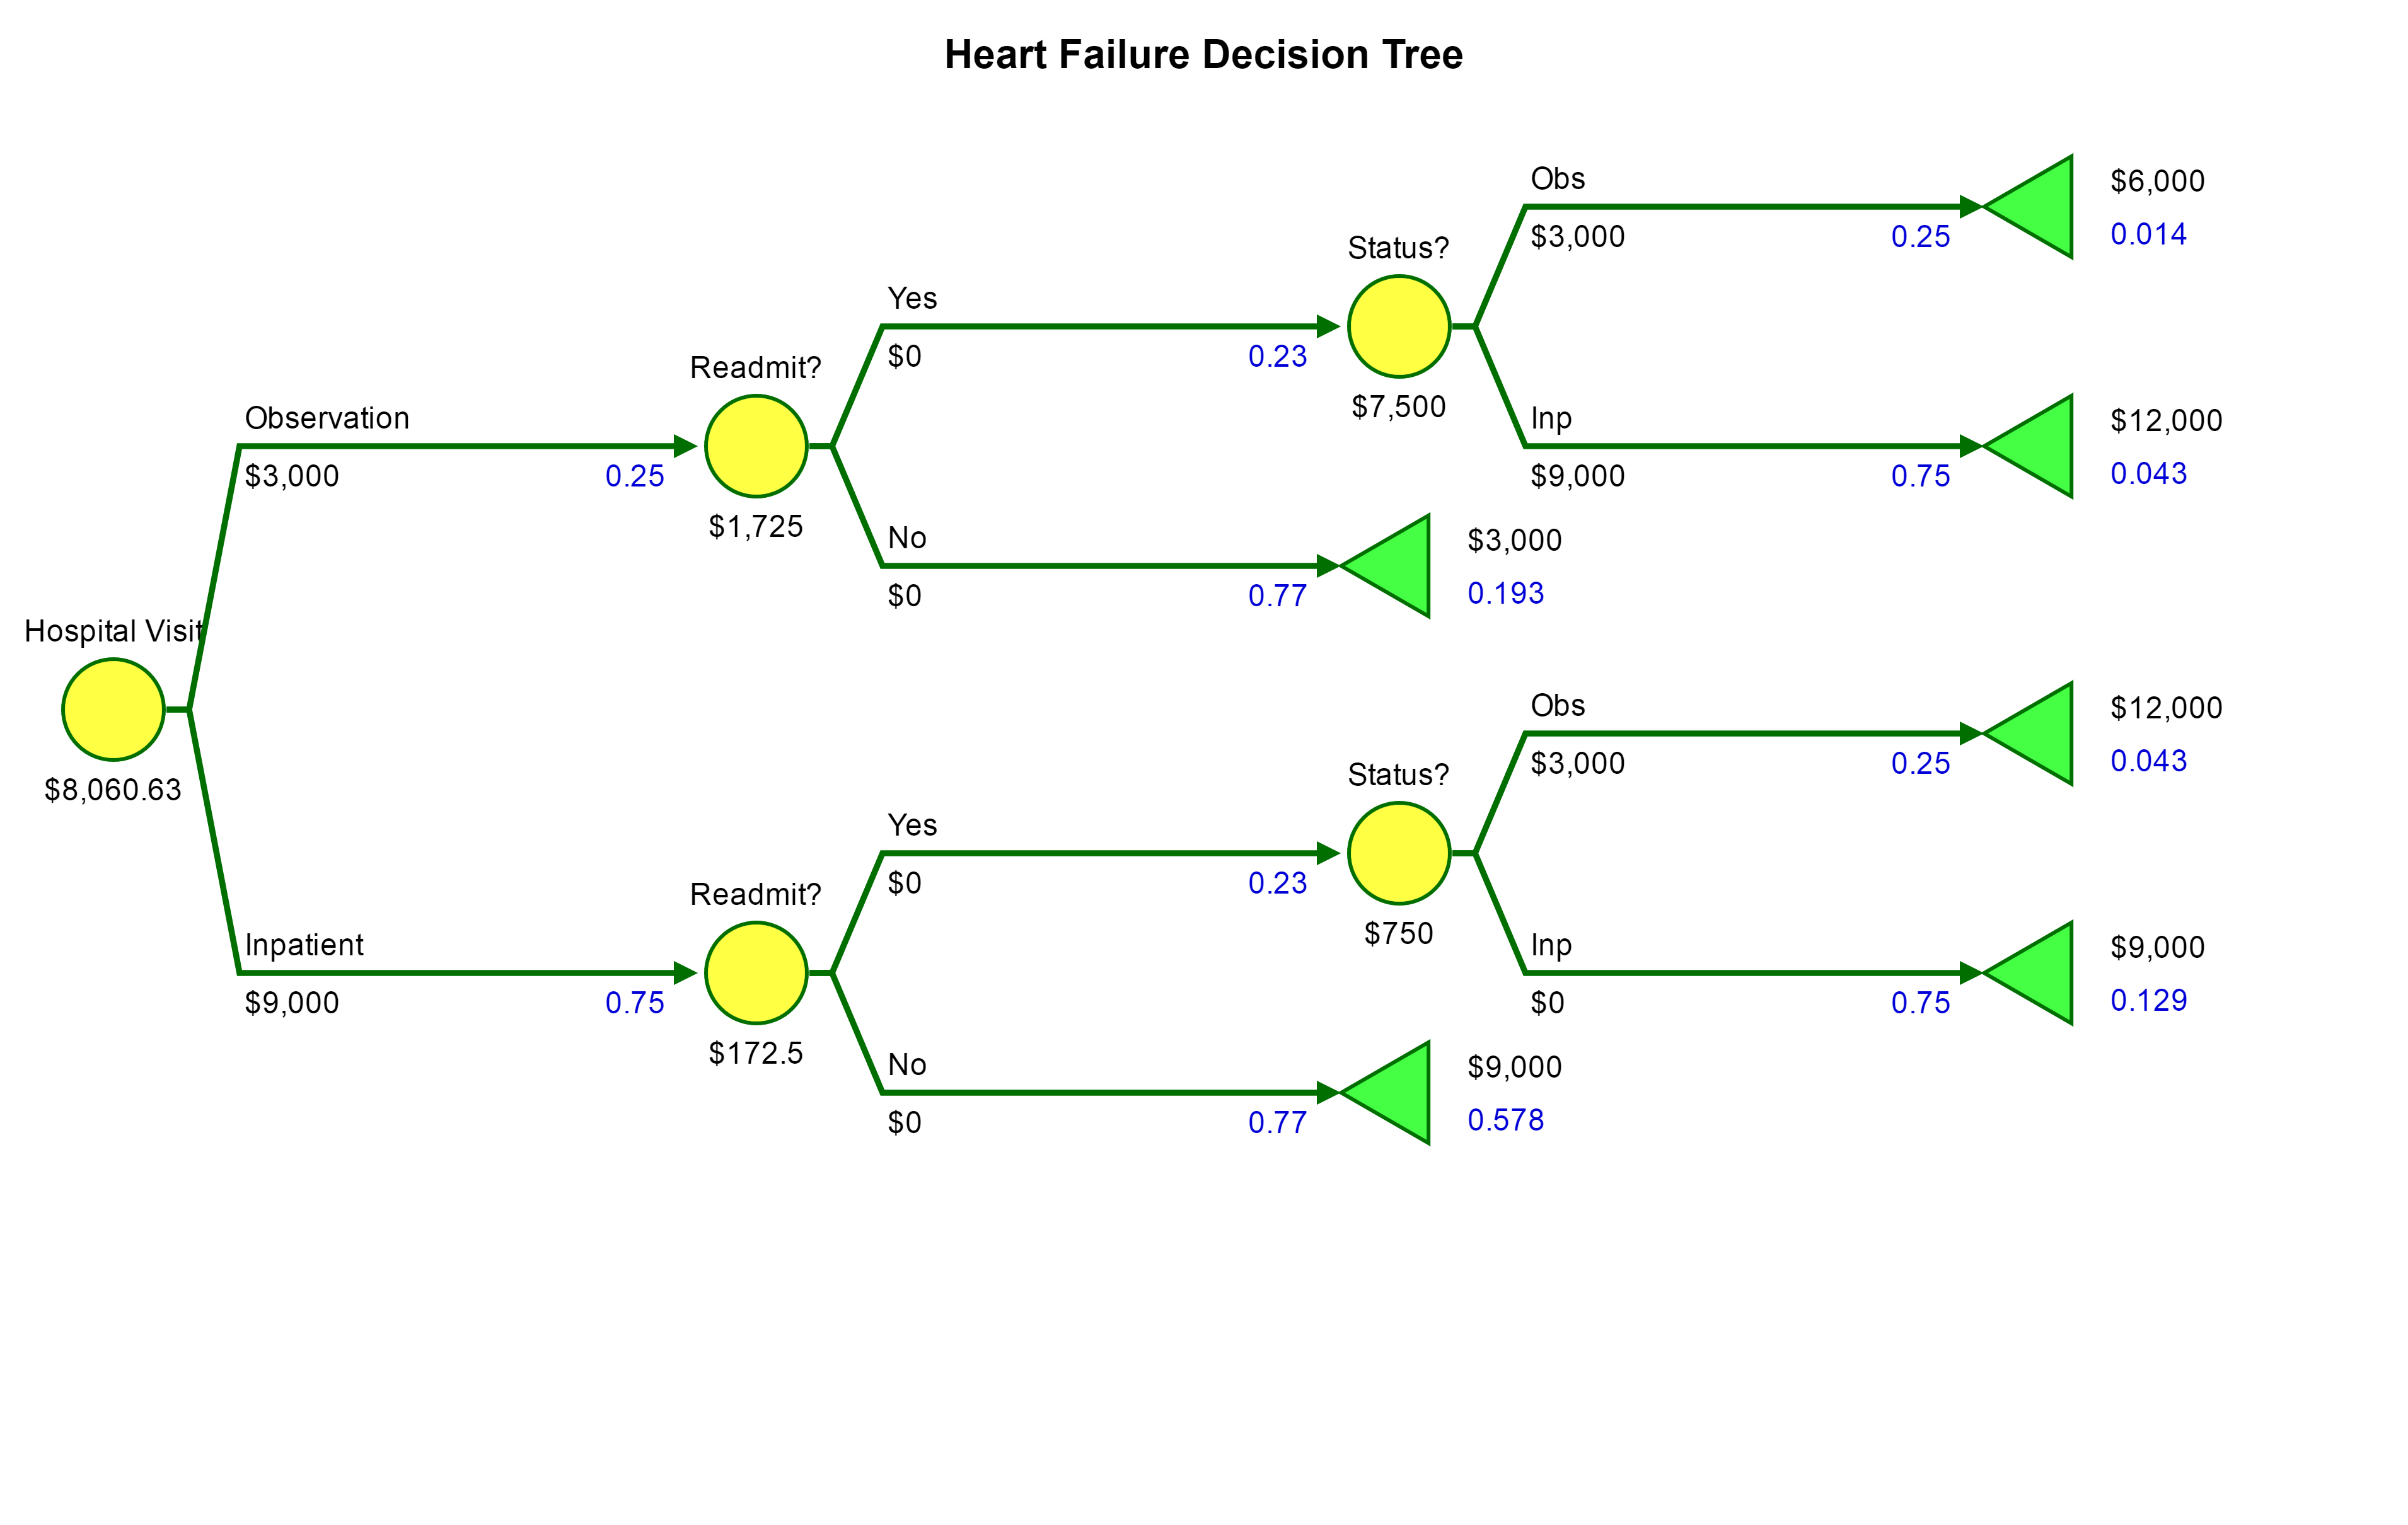 Heart Failure Decision Tree
Hospital Visit
$8,060.63
Observation
$3,000 0.25
Readmit?
$1,725
Yes
$0 0.23
Status?
$7,500
Obs
$3,000 0.25
$6,000
0.014
Inp
$9,000 0.75
$12,000
0.043
No
$0 0.77
$3,000
0.193
Inpatient
$9,000 0.75
Readmit?
$172.5
Yes
$0 0.23
Status?
$750
Obs
$3,000 0.25
$12,000
0.043
Inp
$0 0.75
$9,000
0.129
No
$0 0.77
$9,000
0.578